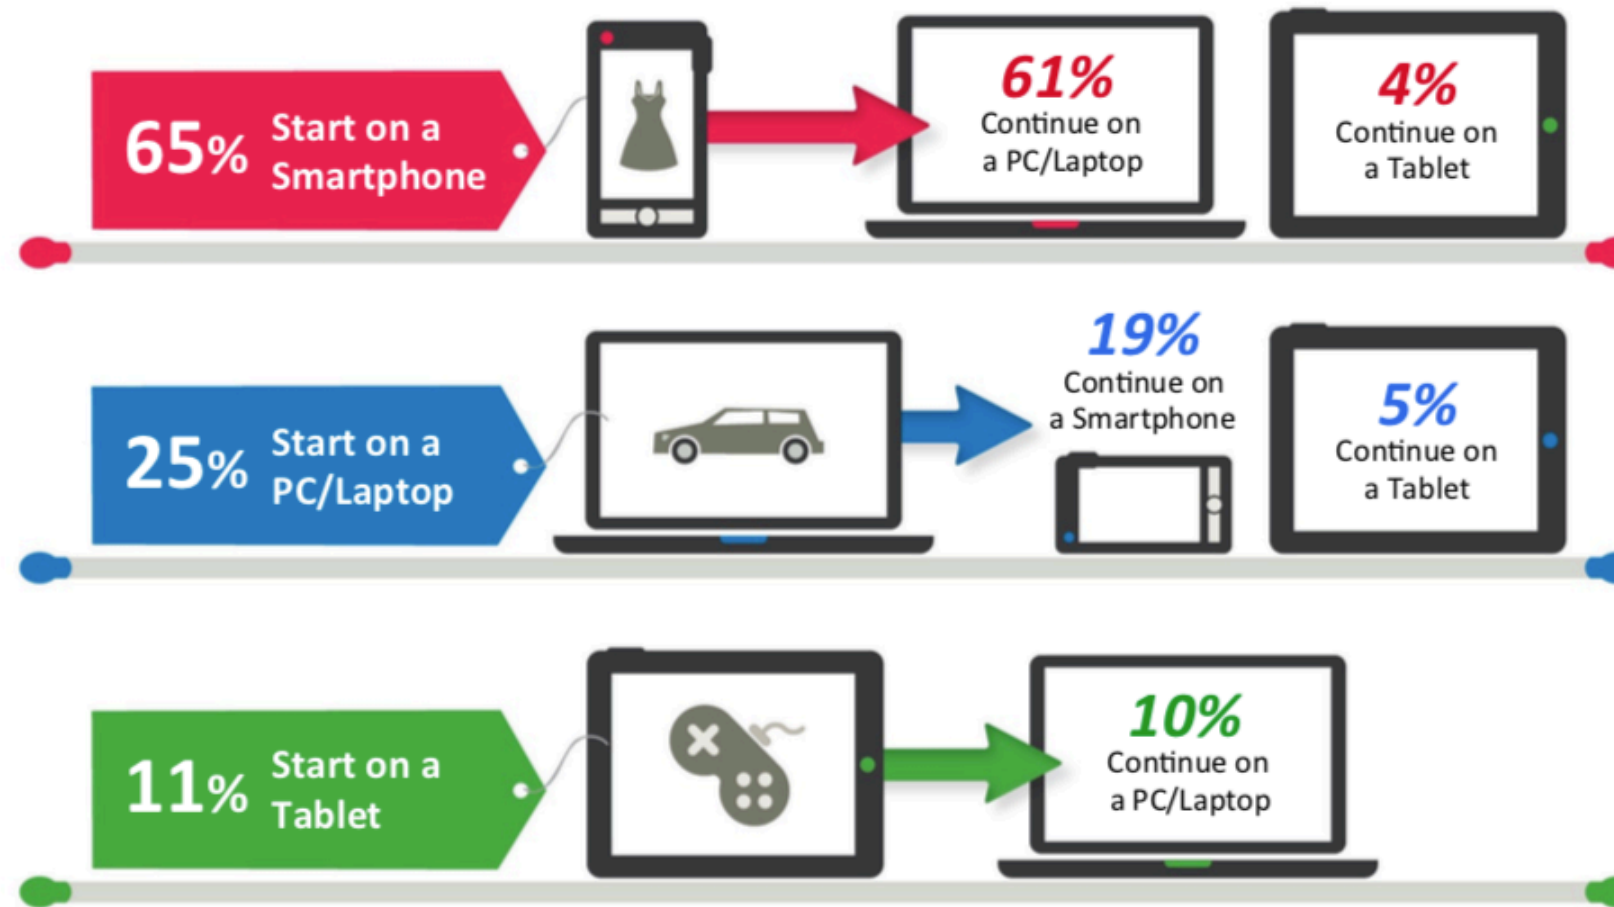 65% Start on a
Smartphone
61%
Continue on
a PC/Laptop
4%
Continue on
a Tablet
25% Start on a
PC/Laptop
19%
Continue on
a Smartphone
5%
Continue on
a Tablet
11% Start on a
Tablet
10%
Continue on
a PC/Laptop